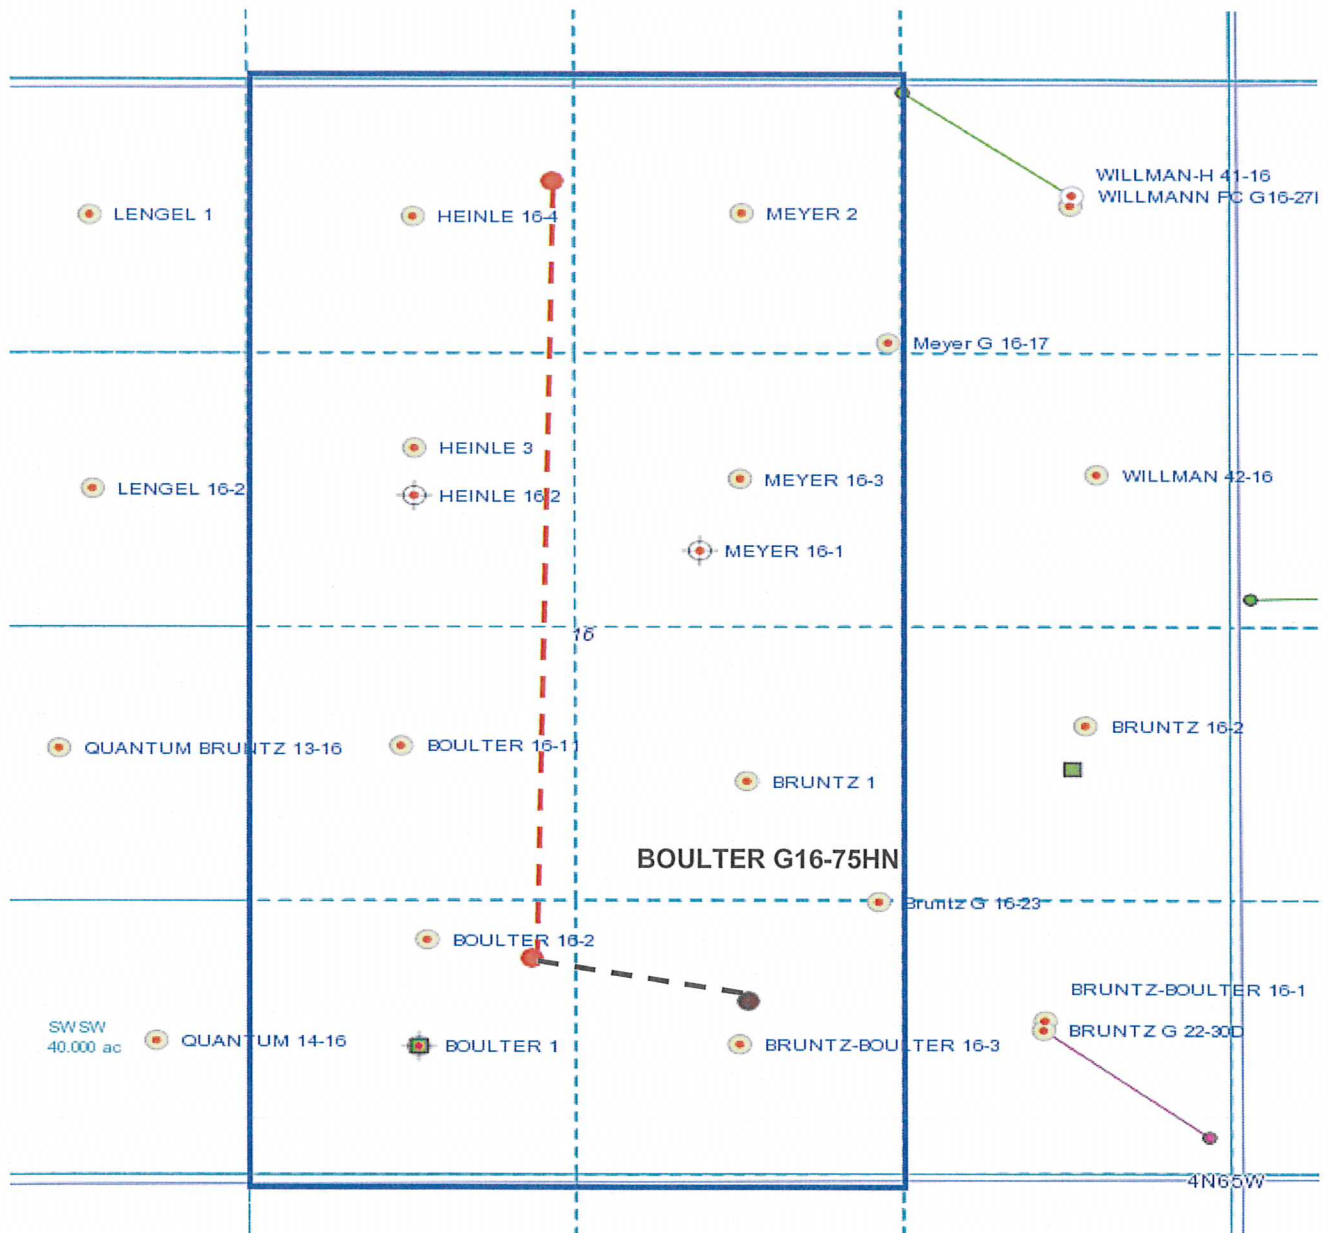 WILLMAN-H 41-16
WILLMANN FC G16-27I
LENGEL 1
HEINLE 16-4
MEYER 2
Meyer G 16-17
HEINLE 3
LENGEL 16-2
HEINLE 16-2
MEYER 16-3
WILLMAN 42-16
MEYER 16-1
16
QUANTUM BRUNTZ 13-16
BOULTER 16-11
BRUNTZ 16-2
BRUNTZ 1
BOULTER G16-75HN
Bruntz G 16-23
BOULTER 16-2
BRUNTZ-BOULTER 16-1
SWSW
40.000 ac
QUANTUM 14-16
BOULTER 1
BRUNTZ-BOULTER 16-3
BRUNTZ G 22-30D
4N65W